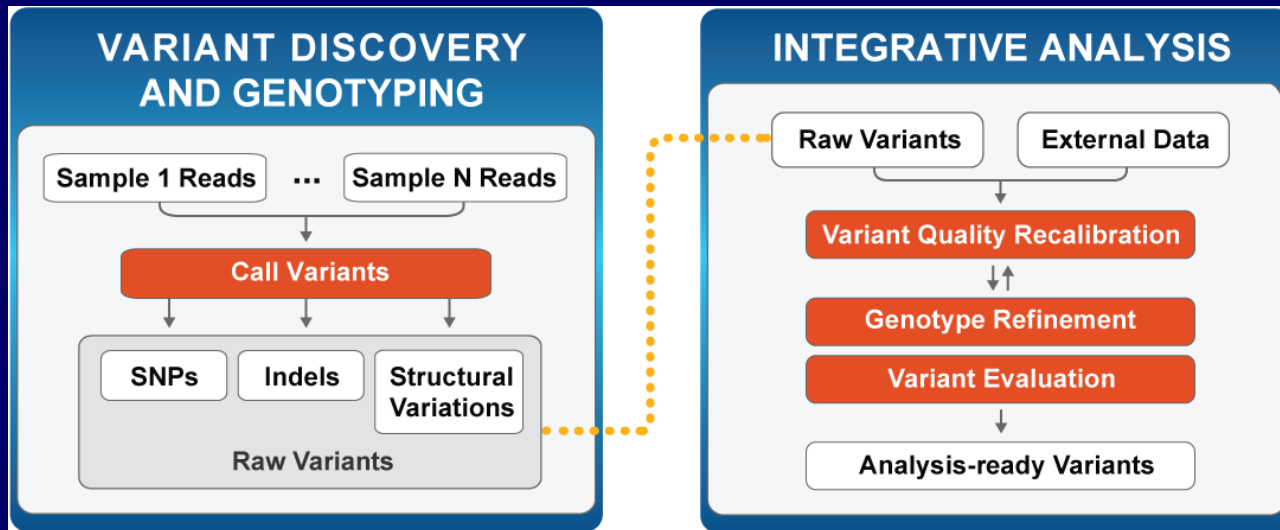 VARIANT DISCOVERY
AND GENOTYPING
Sample 1 Reads ... Sample N Reads
Call Variants
SNPs Indels Structural
Variations
Raw Variants
INTEGRATIVE ANALYSIS
Raw Variants External Data
Variant Quality Recalibration
Genotype Refinement
Variant Evaluation
Analysis-ready Variants